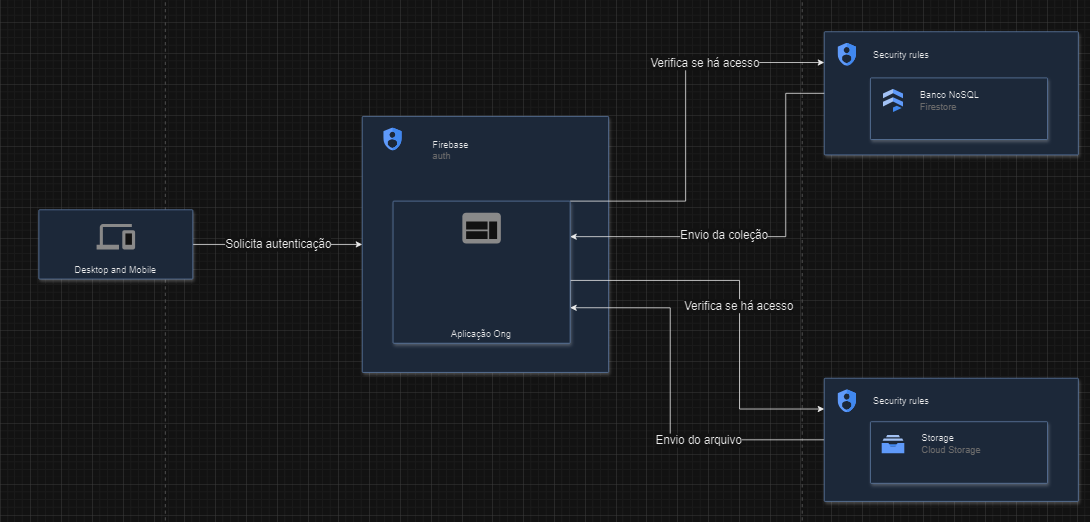 Verifica se há acesso
Security rules
Banco NoSQL
Firestore
Firebase
auth
Envio da coleção
Solicita autenticação
Desktop and Mobile
Verifica se há acesso
Aplicação Ong
Security rules
Envio do arquivo
Storage
Cloud Storage